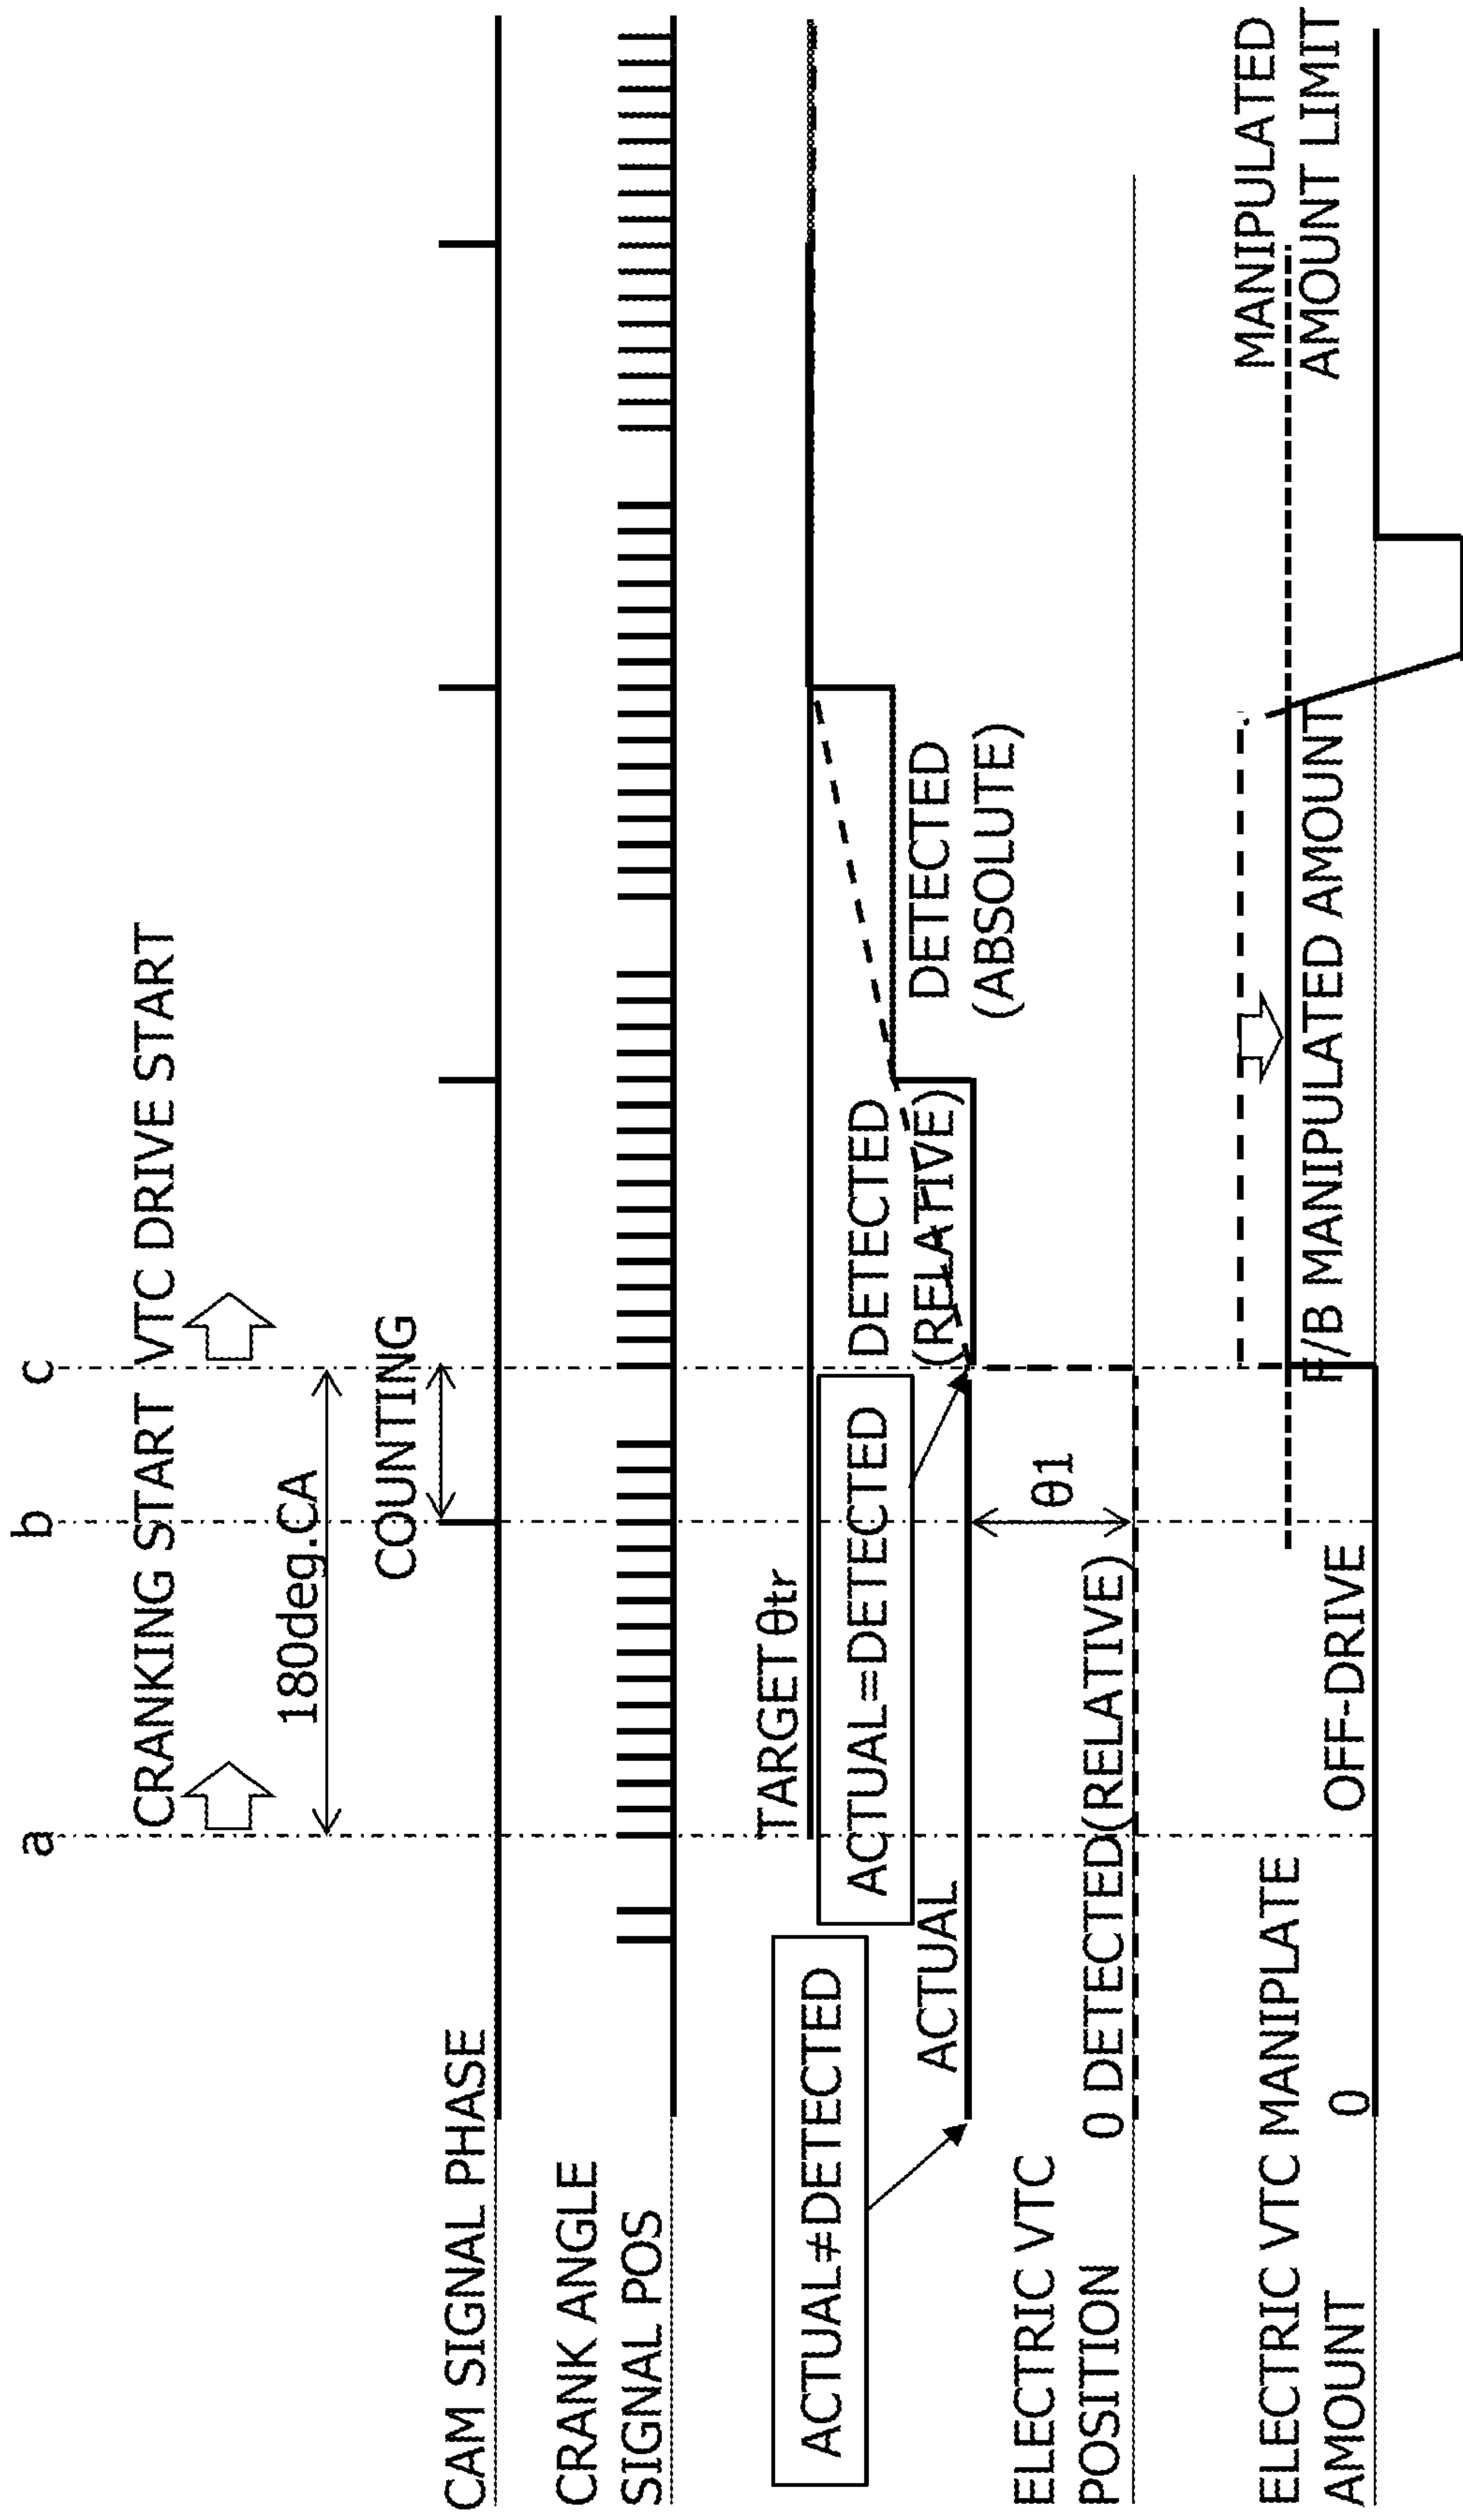 a
b
c
CRANKING START
VTC DRIVE START
180deg.CA
COUNTING
CAM SIGNAL PHASE
CRANK ANGLE
SIGNAL POS
TARGET θtr
ACTUAL≠DETECTED
ACTUAL=DETECTED
DETECTED
(RELATIVE)
DETECTED
(ABSOLUTE)
ACTUAL
θ1
ELECTRIC VTC
POSITION
0
DETECTED(RELATIVE)
MANIPULATED
AMOUNT LIMIT
ELECTRIC VTC MANIPLATE
AMOUNT
0
OFF-DRIVE
F/B MANIPULATED AMOUNT